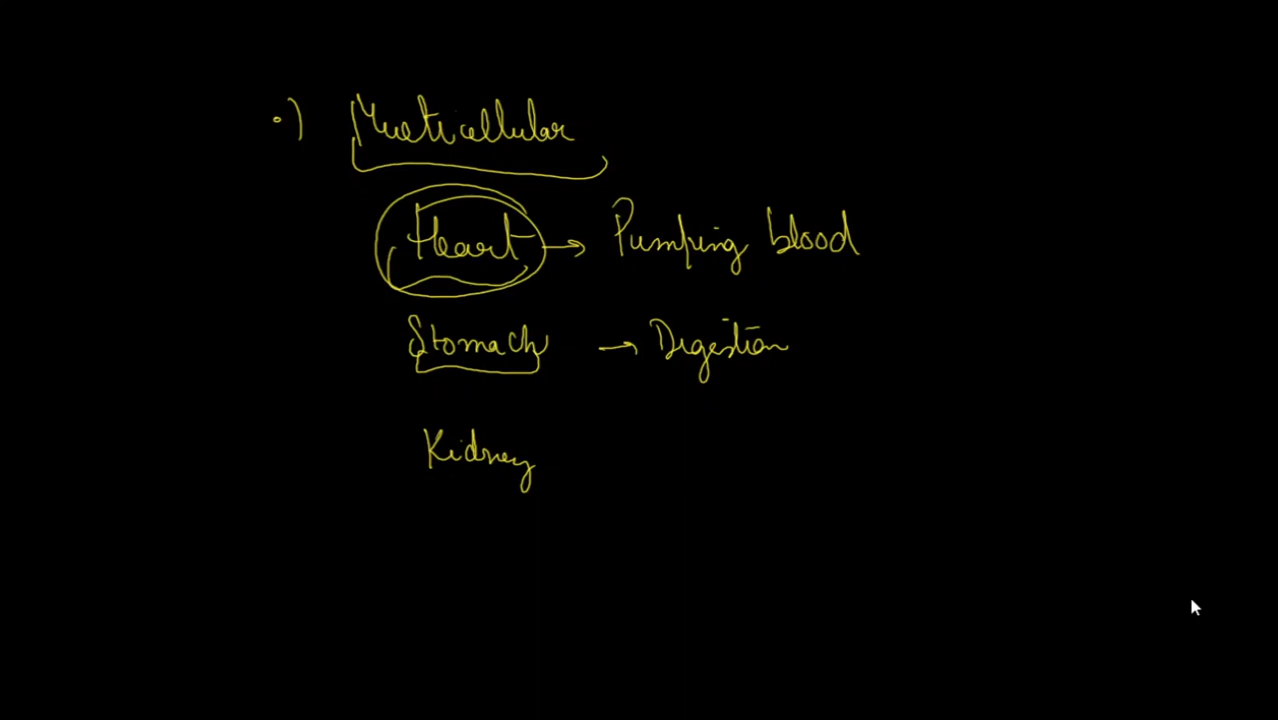 •) Multicellular
Heart → Pumping blood
Stomach → Digestion
Kidney